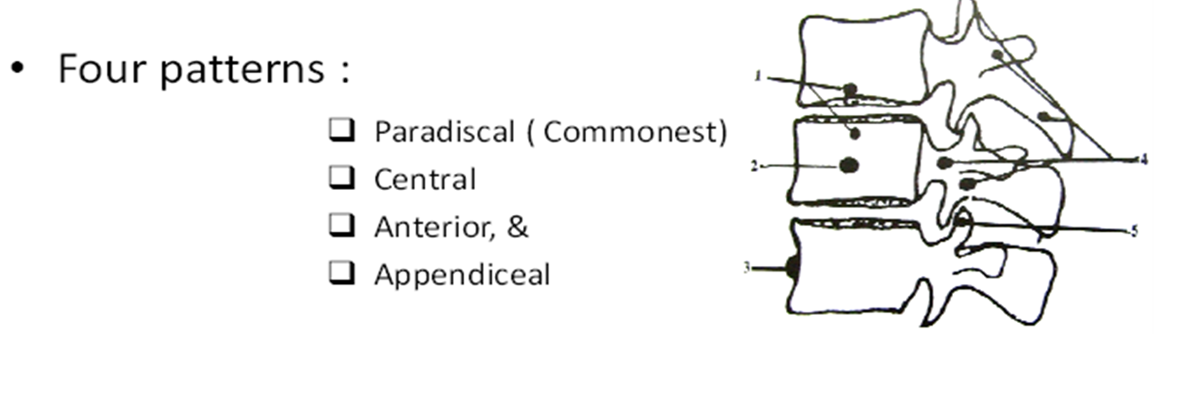 • Four patterns :
❑ Paradiscal ( Commonest)
❑ Central
❑ Anterior, &
❑ Appendiceal
1
2
3
4
5